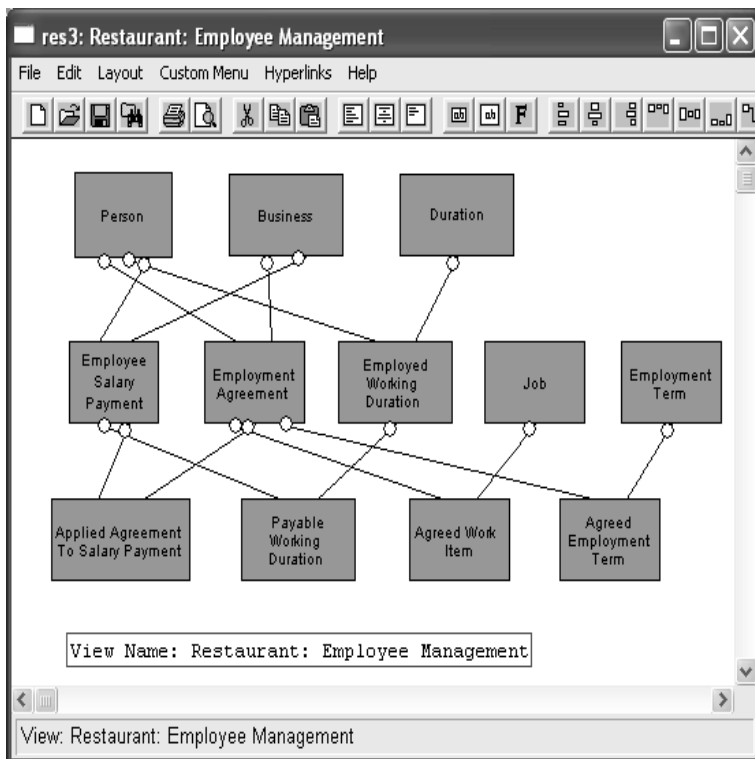 res3: Restaurant: Employee Management
File Edit Layout Custom Menu Hyperlinks Help
ab ab F
Person
Business
Duration
Employee
Salary
Payment
Employment
Agreement
Employed
Working
Duration
Job
Employment
Term
Applied Agreement
To Salary Payment
Payable
Working
Duration
Agreed Work
Item
Agreed
Employment
Term
View Name: Restaurant: Employee Management
View: Restaurant: Employee Management